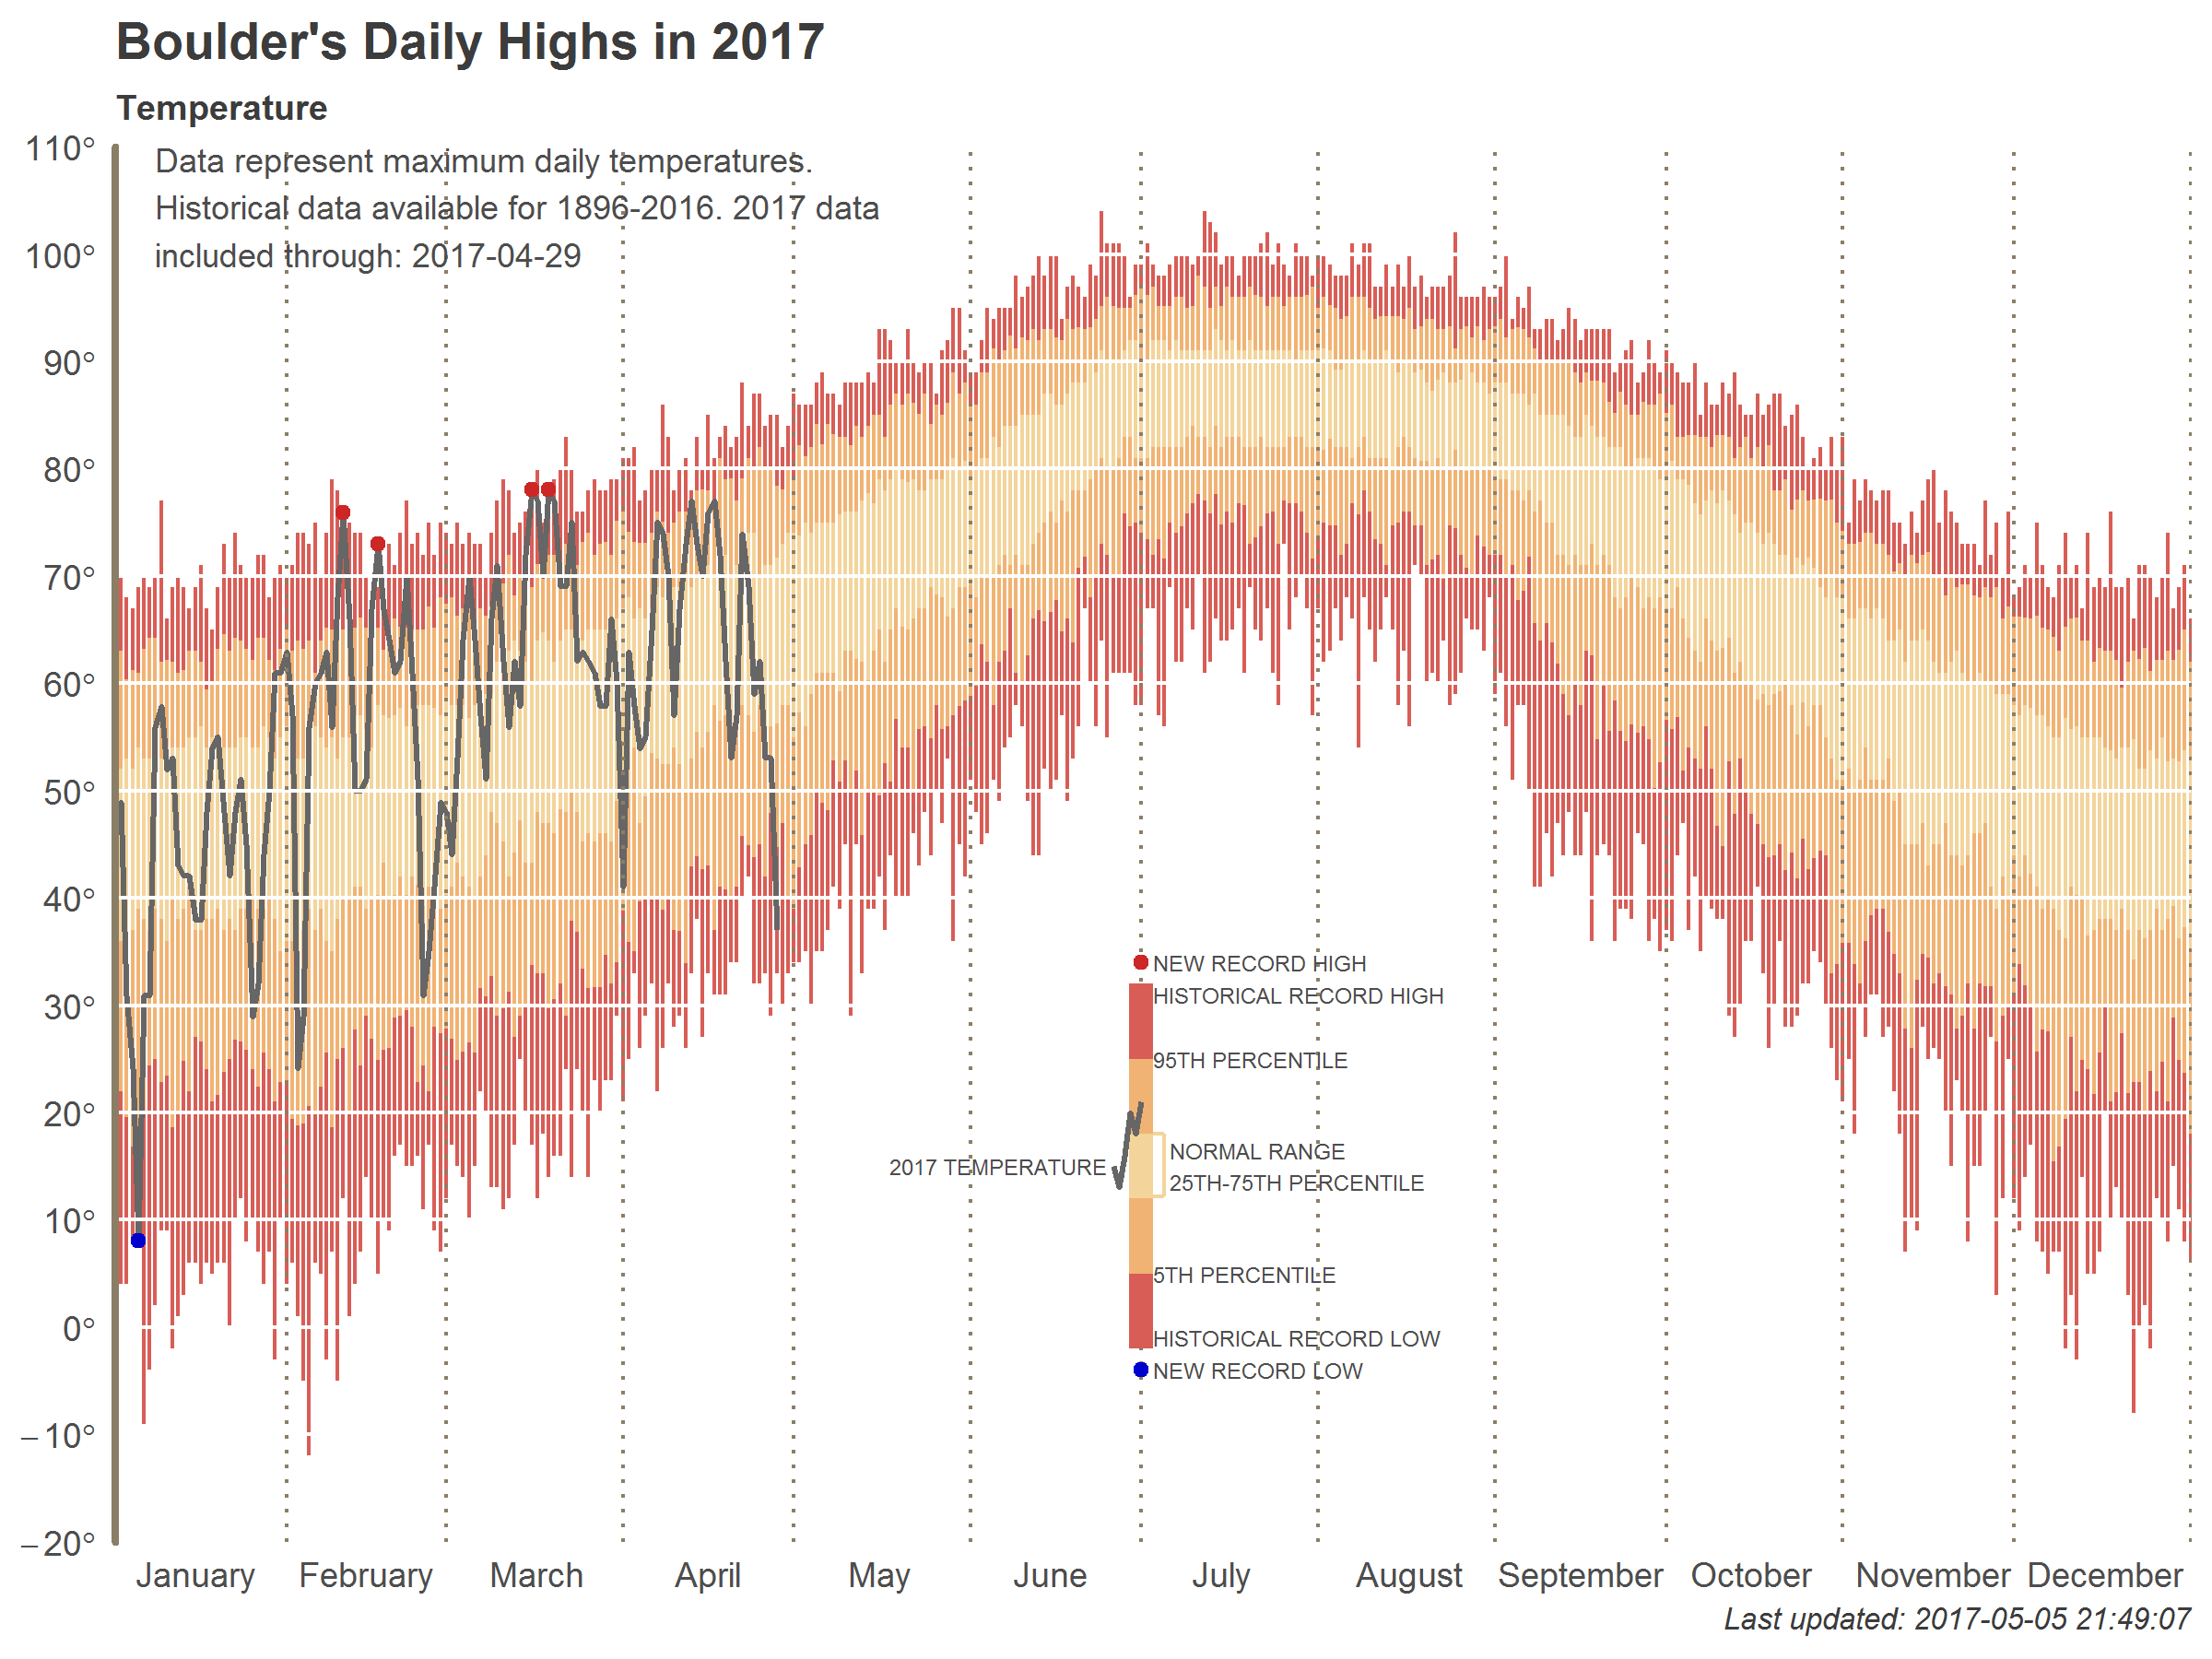 Boulder's Daily Highs in 2017
Temperature
110°
100°
90°
80°
70°
60°
50°
40°
30°
20°
10°
0°
−10°
−20°
Data represent maximum daily temperatures.
Historical data available for 1896-2016. 2017 data
included through: 2017-04-29
NEW RECORD HIGH
HISTORICAL RECORD HIGH
95TH PERCENTILE
2017 TEMPERATURE
NORMAL RANGE
25TH-75TH PERCENTILE
5TH PERCENTILE
HISTORICAL RECORD LOW
NEW RECORD LOW
January February March April May June July August September October November December
Last updated: 2017-05-05 21:49:07